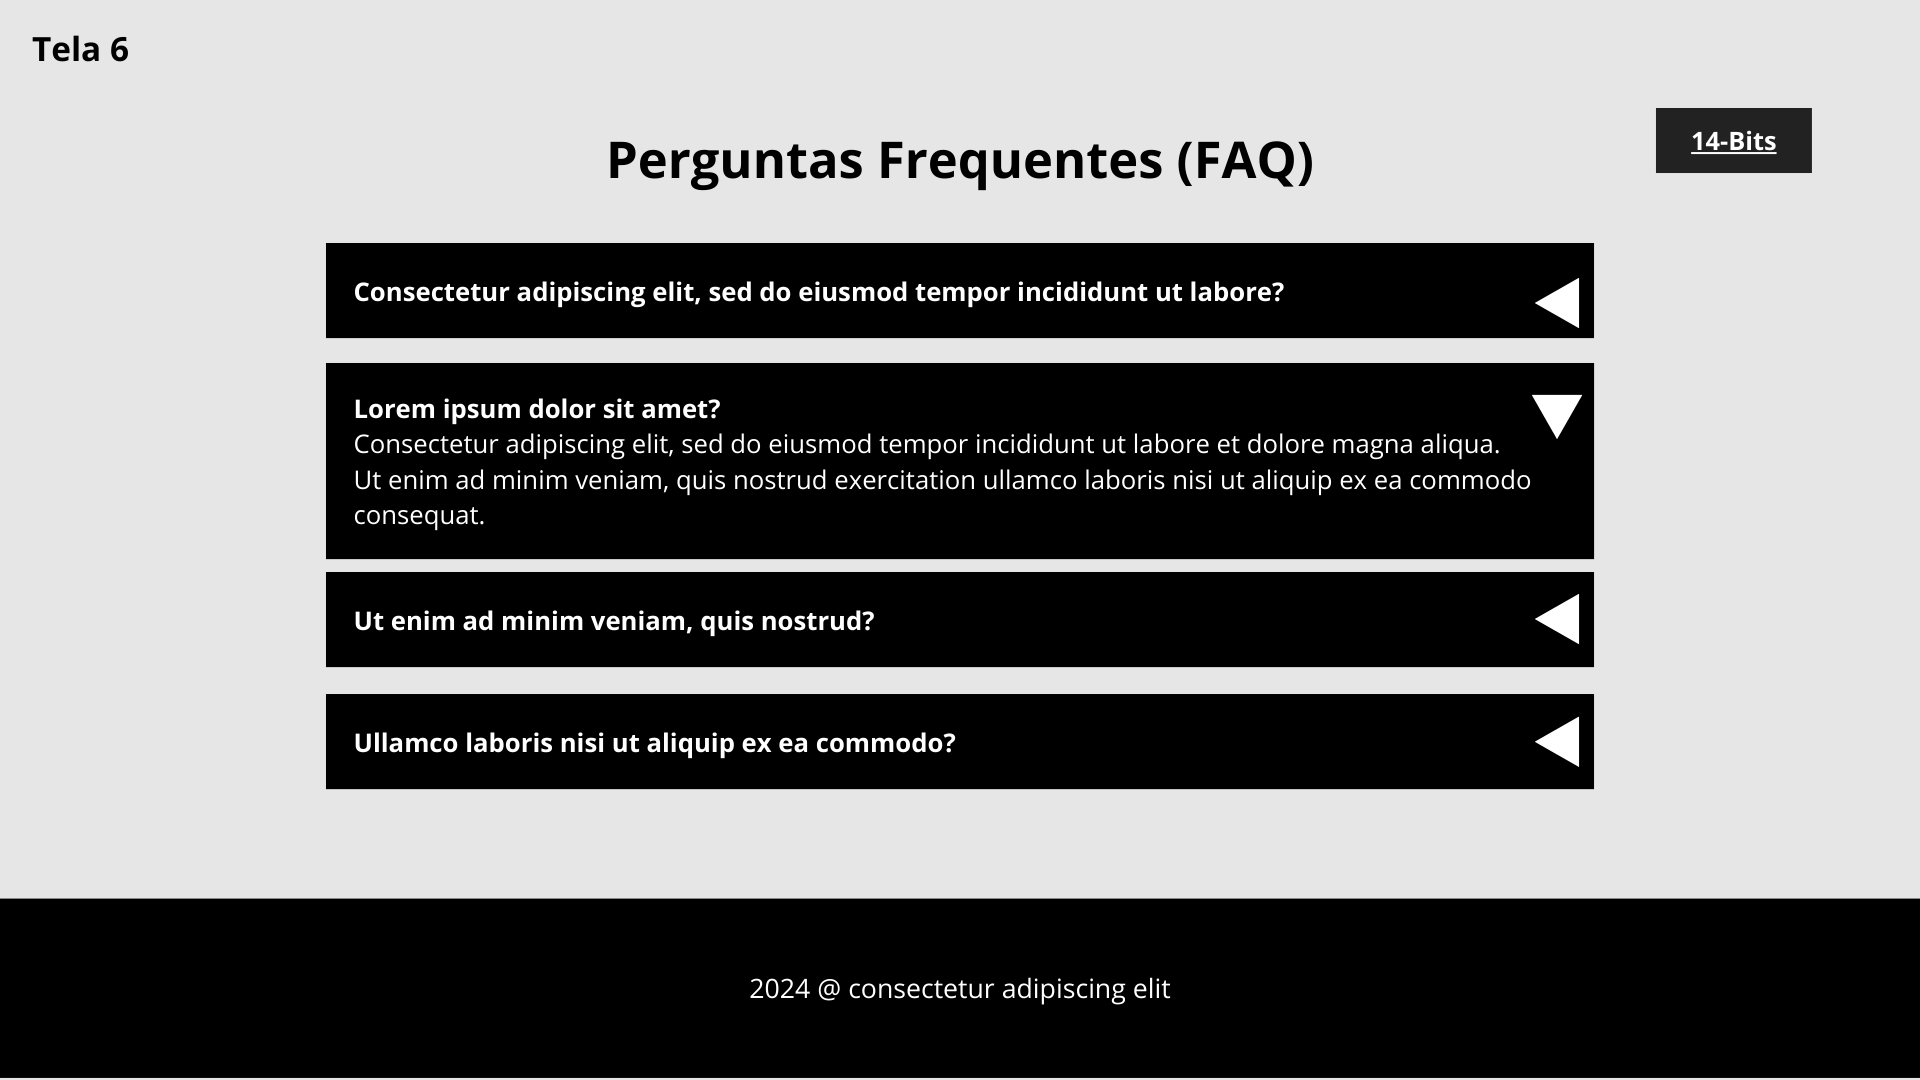 Tela 6
14-Bits
Perguntas Frequentes (FAQ)
Consectetur adipiscing elit, sed do eiusmod tempor incididunt ut labore?
Lorem ipsum dolor sit amet?
Consectetur adipiscing elit, sed do eiusmod tempor incididunt ut labore et dolore magna aliqua.
Ut enim ad minim veniam, quis nostrud exercitation ullamco laboris nisi ut aliquip ex ea commodo
consequat.
Ut enim ad minim veniam, quis nostrud?
Ullamco laboris nisi ut aliquip ex ea commodo?
2024 @ consectetur adipiscing elit